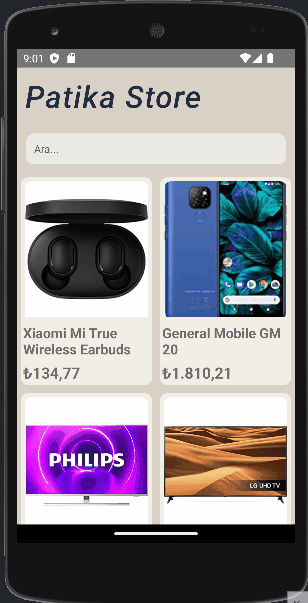 9:01
Patika Store
Ara...
Xiaomi Mi True
Wireless Earbuds
₺134,77
General Mobile GM
20
₺1.810,21
PHILIPS
LG UHD TV